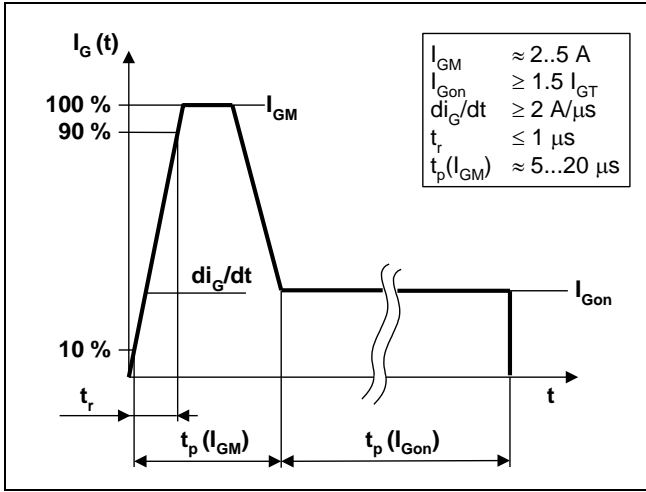 I_G (t)
100 %
90 %
10 %
I_GM
di_G/dt
I_Gon
t_r
t
t_p (I_GM)
t_p (I_Gon)
I_GM ≈ 2..5 A
I_Gon ≥ 1.5 I_GT
di_G/dt ≥ 2 A/µs
t_r ≤ 1 µs
t_p(I_GM) ≈ 5...20 µs